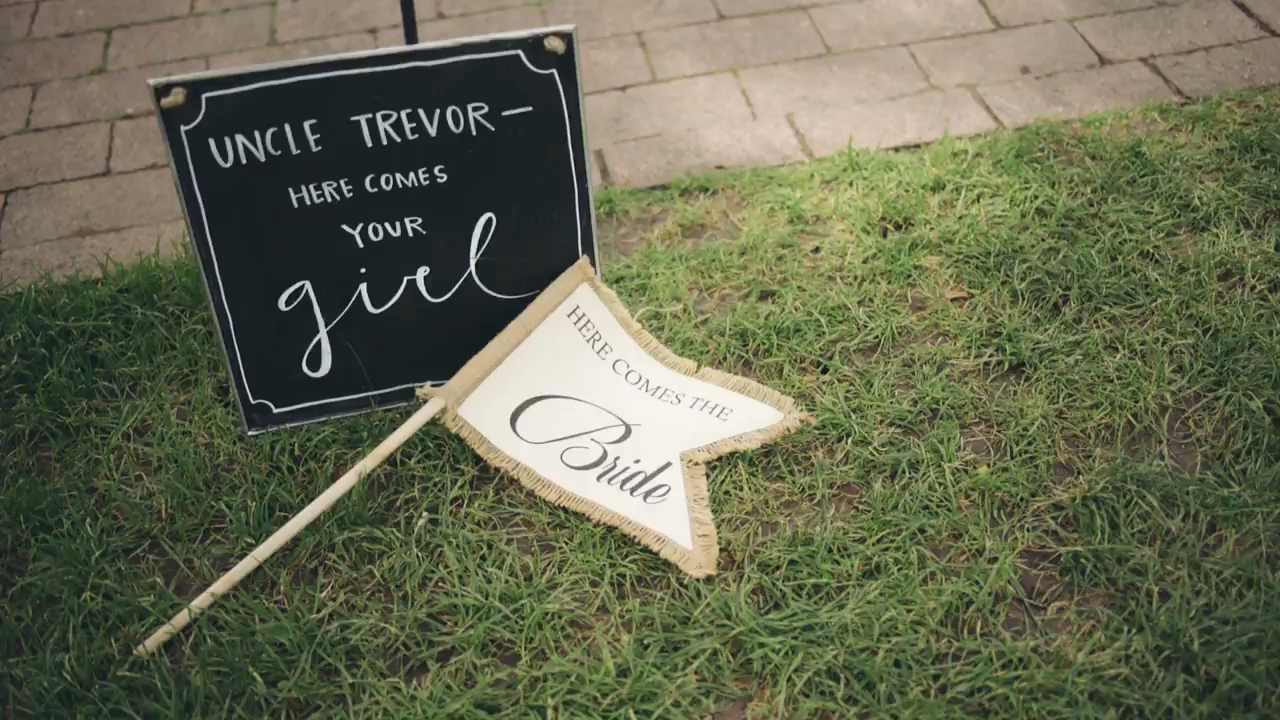 UNCLE TREVOR—
HERE COMES
YOUR
girl
HERE COMES THE
Bride